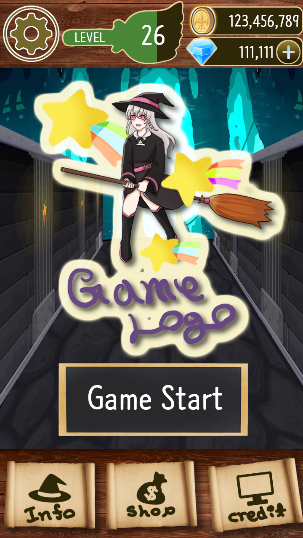 LEVEL 26
123,456,789
111,111 +
Game
Logo
Game Start
Info
Shop
credit